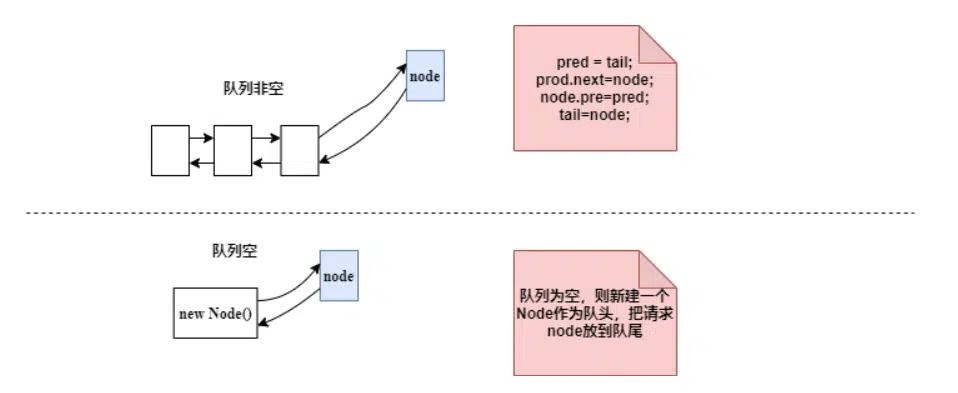 队列非空
node
pred = tail;
prod.next=node;
node.pre=pred;
tail=node;
队列空
node
new Node()
队列为空，则新建一个
Node作为队头，把请求
node放到队尾